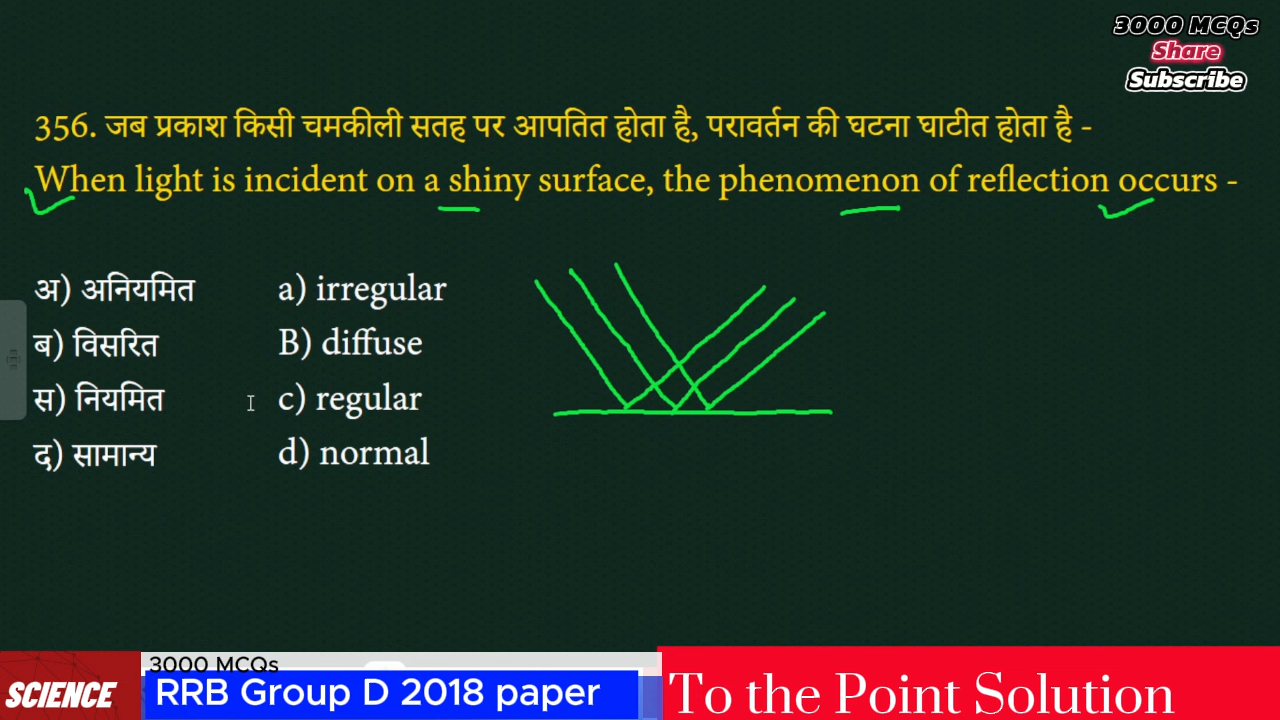 3000 MCQs
Share
Subscribe
356. जब प्रकाश किसी चमकीली सतह पर आपतित होता है, परावर्तन की घटना घाटीत होता है -
When light is incident on a shiny surface, the phenomenon of reflection occurs -
अ) अनियमित a) irregular
ब) विसरित B) diffuse
स) नियमित c) regular
द) सामान्य d) normal
3000 MCQs
SCIENCE RRB Group D 2018 paper To the Point Solution